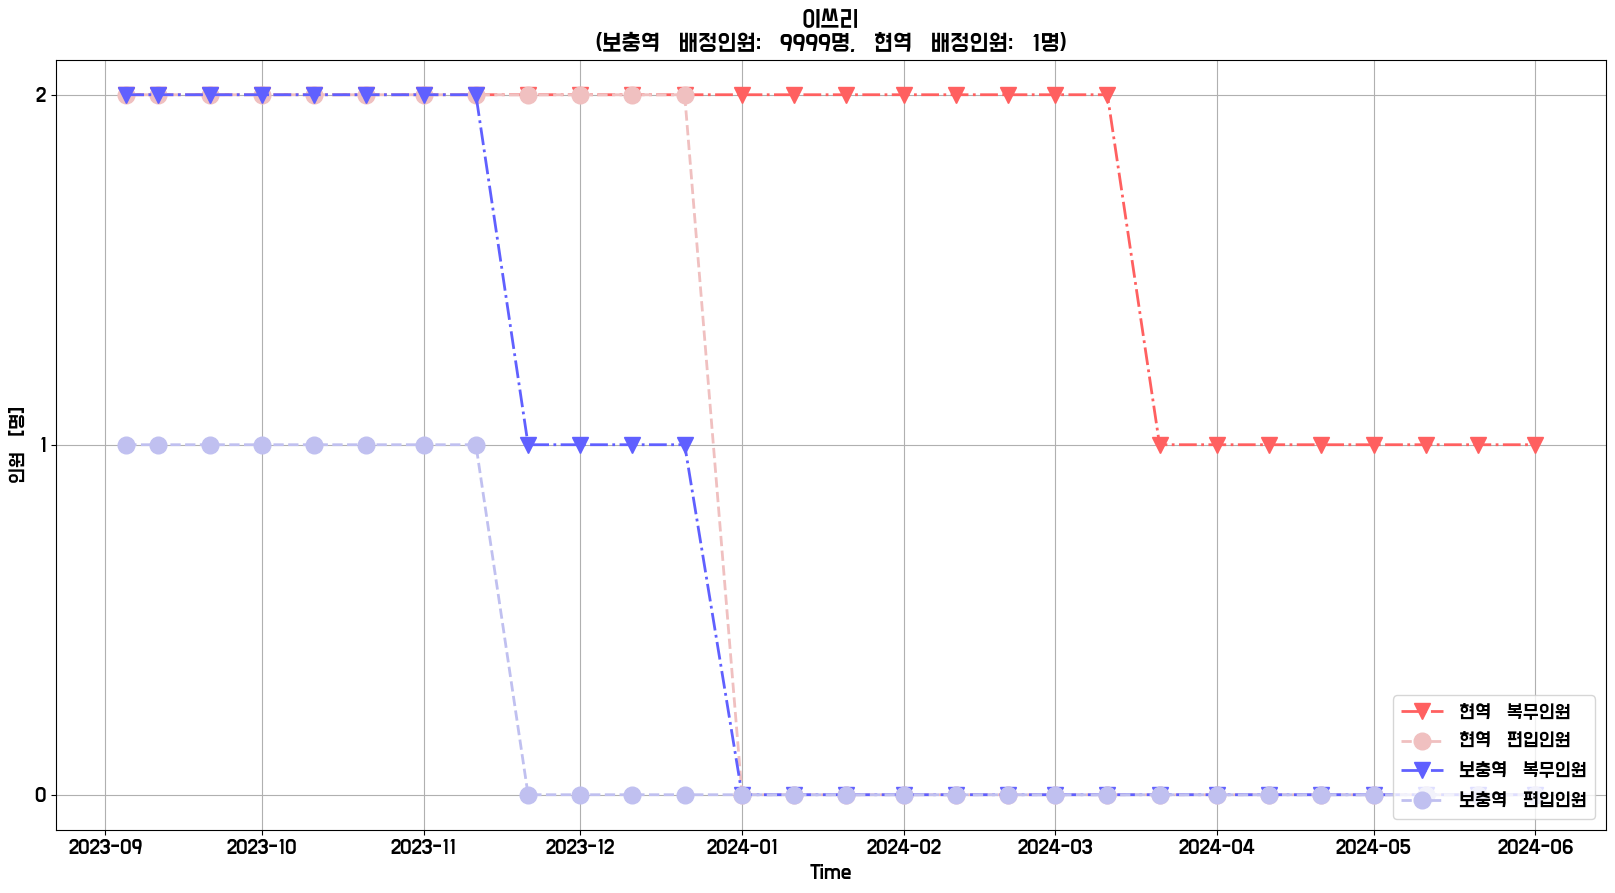 이쓰리
(보충역 배정인원: 9999명, 현역 배정인원: 1명)
인원 [명]
2
1
0
현역 복무인원
현역 편입인원
보충역 복무인원
보충역 편입인원
2023-09 2023-10 2023-11 2023-12 2024-01 2024-02 2024-03 2024-04 2024-05 2024-06
Time